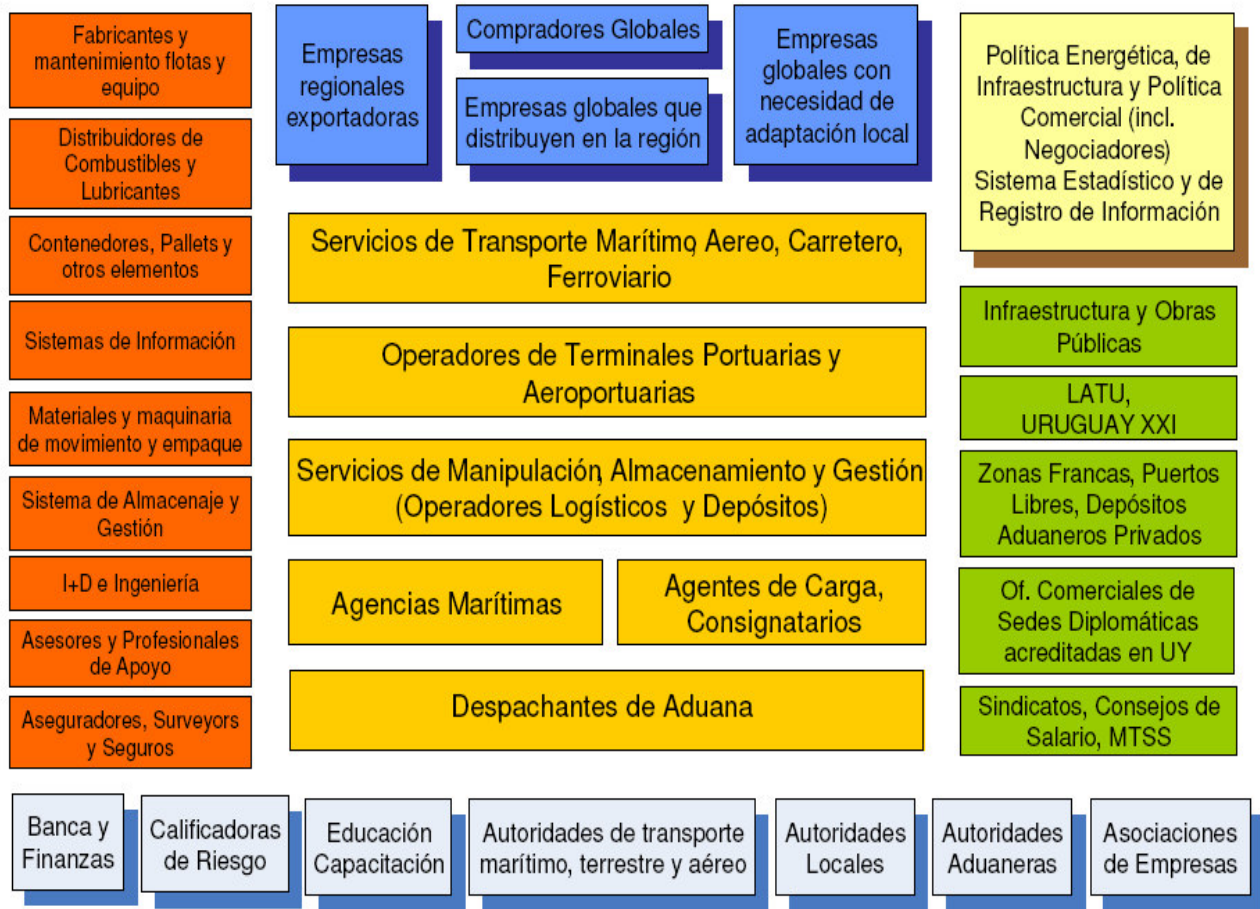 Fabricantes y
mantenimiento flotas y
equipo
Distribuidores de
Combustibles y
Lubricantes
Contenedores, Pallets y
otros elementos
Sistemas de Información
Materiales y maquinaria
de movimiento y empaque
Sistema de Almacenaje y
Gestión
I+D e Ingeniería
Asesores y Profesionales
de Apoyo
Aseguradores, Surveyors
y Seguros
Empresas
regionales
exportadoras
Compradores Globales
Empresas globales que
distribuyen en la región
Empresas
globales con
necesidad de
adaptación local
Servicios de Transporte Marítimo, Aereo, Carretero,
Ferroviario
Operadores de Terminales Portuarias y
Aeroportuarias
Servicios de Manipulación, Almacenamiento y Gestión
(Operadores Logísticos y Depósitos)
Agencias Marítimas
Agentes de Carga,
Consignatarios
Despachantes de Aduana
Política Energética, de
Infraestructura y Política
Comercial (incl.
Negociadores)
Sistema Estadístico y de
Registro de Información
Infraestructura y Obras
Públicas
LATU,
URUGUAY XXI
Zonas Francas, Puertos
Libres, Depósitos
Aduaneros Privados
Of. Comerciales de
Sedes Diplomáticas
acreditadas en UY
Sindicatos, Consejos de
Salario, MTSS
Banca y
Finanzas
Calificadoras
de Riesgo
Educación
Capacitación
Autoridades de transporte
marítimo, terrestre y aéreo
Autoridades
Locales
Autoridades
Aduaneras
Asociaciones
de Empresas